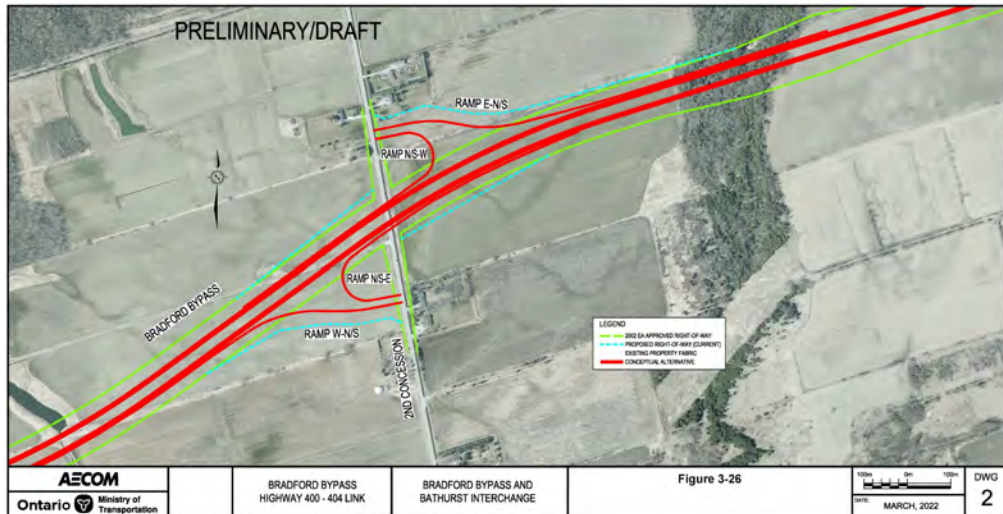 PRELIMINARY/DRAFT
RAMP E-N/S
RAMP N/S-W
RAMP N/S-E
BRADFORD BYPASS
RAMP W-N/S
2ND CONCESSION
LEGEND
2002 EA APPROVED RIGHT-OF-WAY
PROPOSED RIGHT-OF-WAY (CURRENT)
EXISTING PROPERTY FABRIC
CONCEPTUAL ALTERNATIVE
AECOM
Ontario Ministry of
Transportation
BRADFORD BYPASS
HIGHWAY 400 - 404 LINK
BRADFORD BYPASS AND
BATHURST INTERCHANGE
Figure 3-26
100m 0m 100m
DATE:
MARCH, 2022
DWG
2